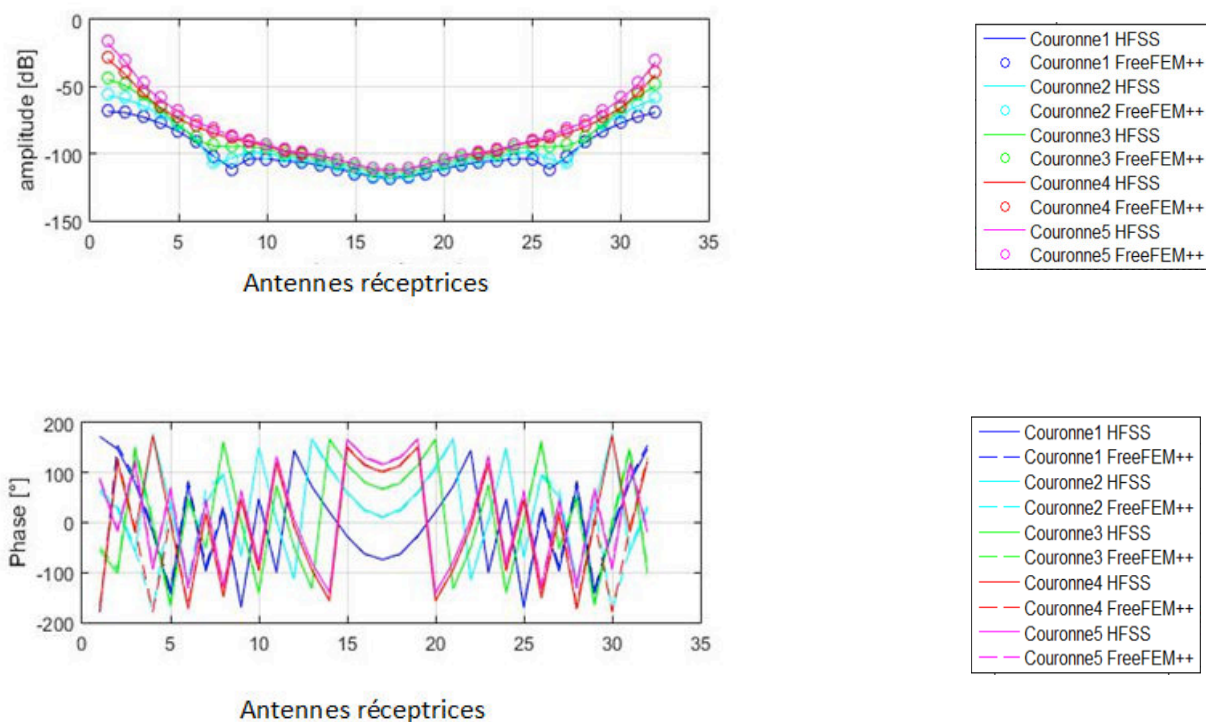 0
-50
-100
-150
amplitude [dB]
0 5 10 15 20 25 30 35
Antennes réceptrices
Couronne1 HFSS
Couronne1 FreeFEM++
Couronne2 HFSS
Couronne2 FreeFEM++
Couronne3 HFSS
Couronne3 FreeFEM++
Couronne4 HFSS
Couronne4 FreeFEM++
Couronne5 HFSS
Couronne5 FreeFEM++
200
100
0
-100
-200
Phase [°]
0 5 10 15 20 25 30 35
Antennes réceptrices
Couronne1 HFSS
Couronne1 FreeFEM++
Couronne2 HFSS
Couronne2 FreeFEM++
Couronne3 HFSS
Couronne3 FreeFEM++
Couronne4 HFSS
Couronne4 FreeFEM++
Couronne5 HFSS
Couronne5 FreeFEM++